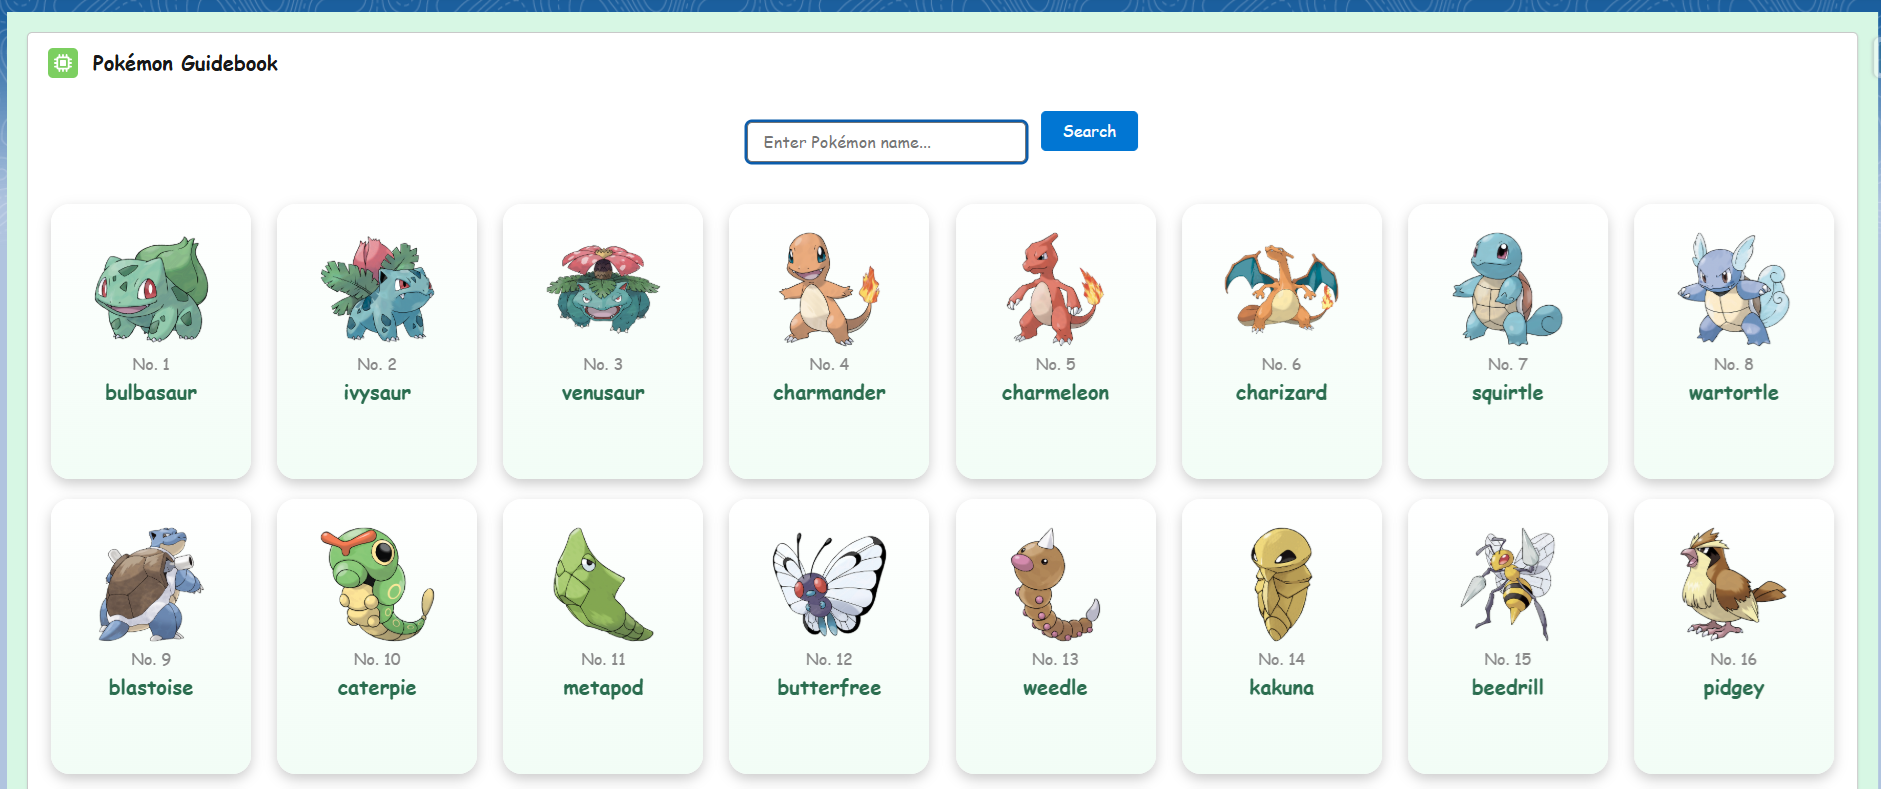 Pokémon Guidebook
Enter Pokémon name...
Search
No. 1
bulbasaur
No. 2
ivysaur
No. 3
venusaur
No. 4
charmander
No. 5
charmeleon
No. 6
charizard
No. 7
squirtle
No. 8
wartortle
No. 9
blastoise
No. 10
caterpie
No. 11
metapod
No. 12
butterfree
No. 13
weedle
No. 14
kakuna
No. 15
beedrill
No. 16
pidgey